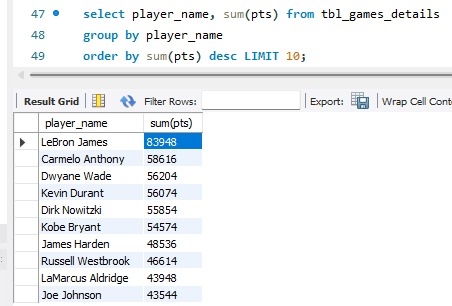 47 select player_name, sum(pts) from tbl_games_details
48 group by player_name
49 order by sum(pts) desc LIMIT 10;
Result Grid Filter Rows: Export: Wrap Cell Conte
player_name sum(pts)
LeBron James 83948
Carmelo Anthony 58616
Dwyane Wade 56204
Kevin Durant 56074
Dirk Nowitzki 55854
Kobe Bryant 54574
James Harden 48536
Russell Westbrook 46614
LaMarcus Aldridge 43948
Joe Johnson 43544